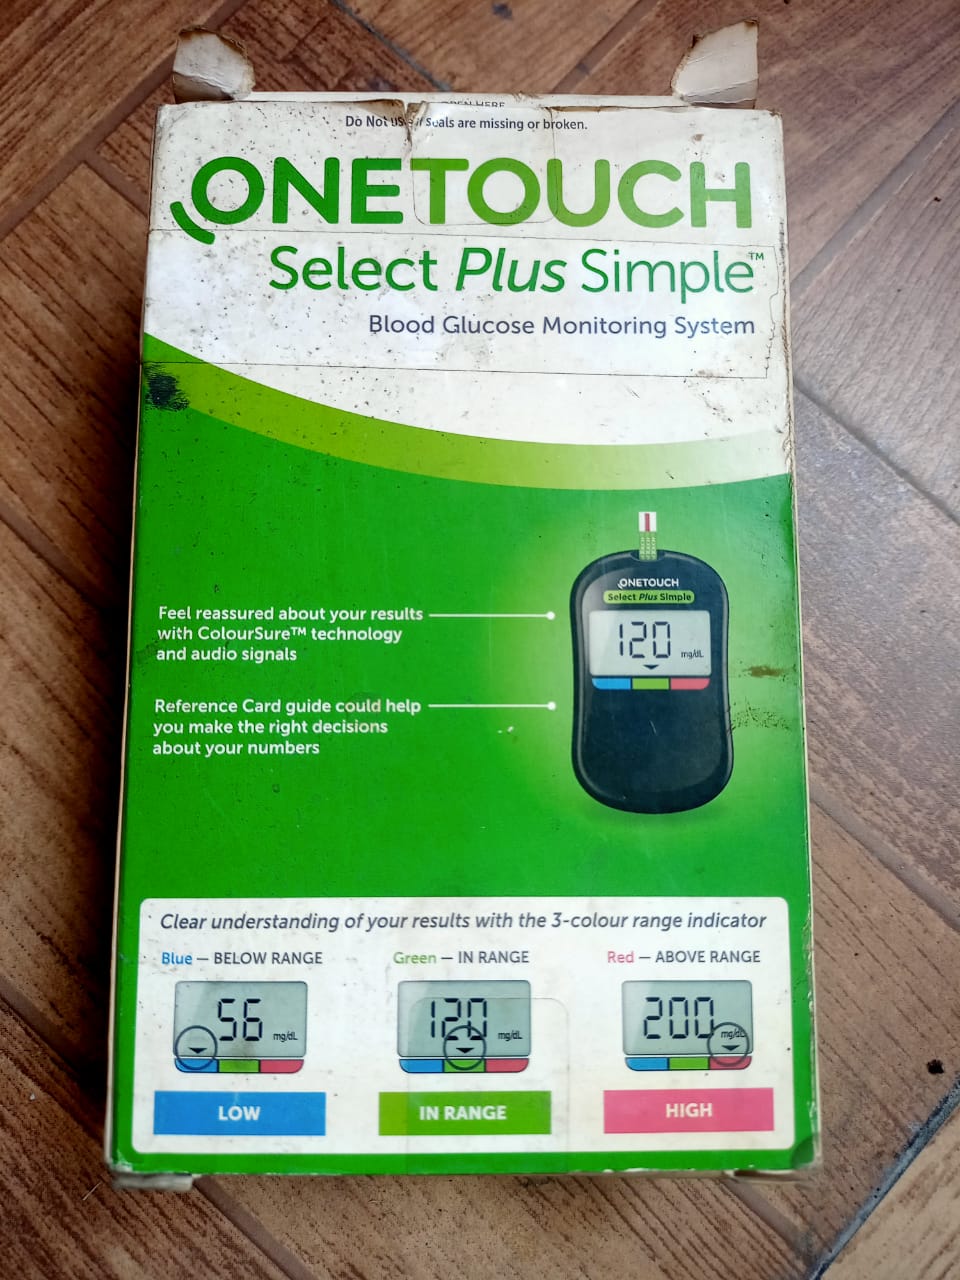 OPEN HERE
Do Not use if seals are missing or broken.
ONETOUCH
Select Plus Simple™
Blood Glucose Monitoring System
ONETOUCH
Select Plus Simple
120 mg/dL
Feel reassured about your results
with ColourSure™ technology
and audio signals
Reference Card guide could help
you make the right decisions
about your numbers
Clear understanding of your results with the 3-colour range indicator
Blue — BELOW RANGE
56 mg/dL
LOW
Green — IN RANGE
120 mg/dL
IN RANGE
Red — ABOVE RANGE
200 mg/dL
HIGH